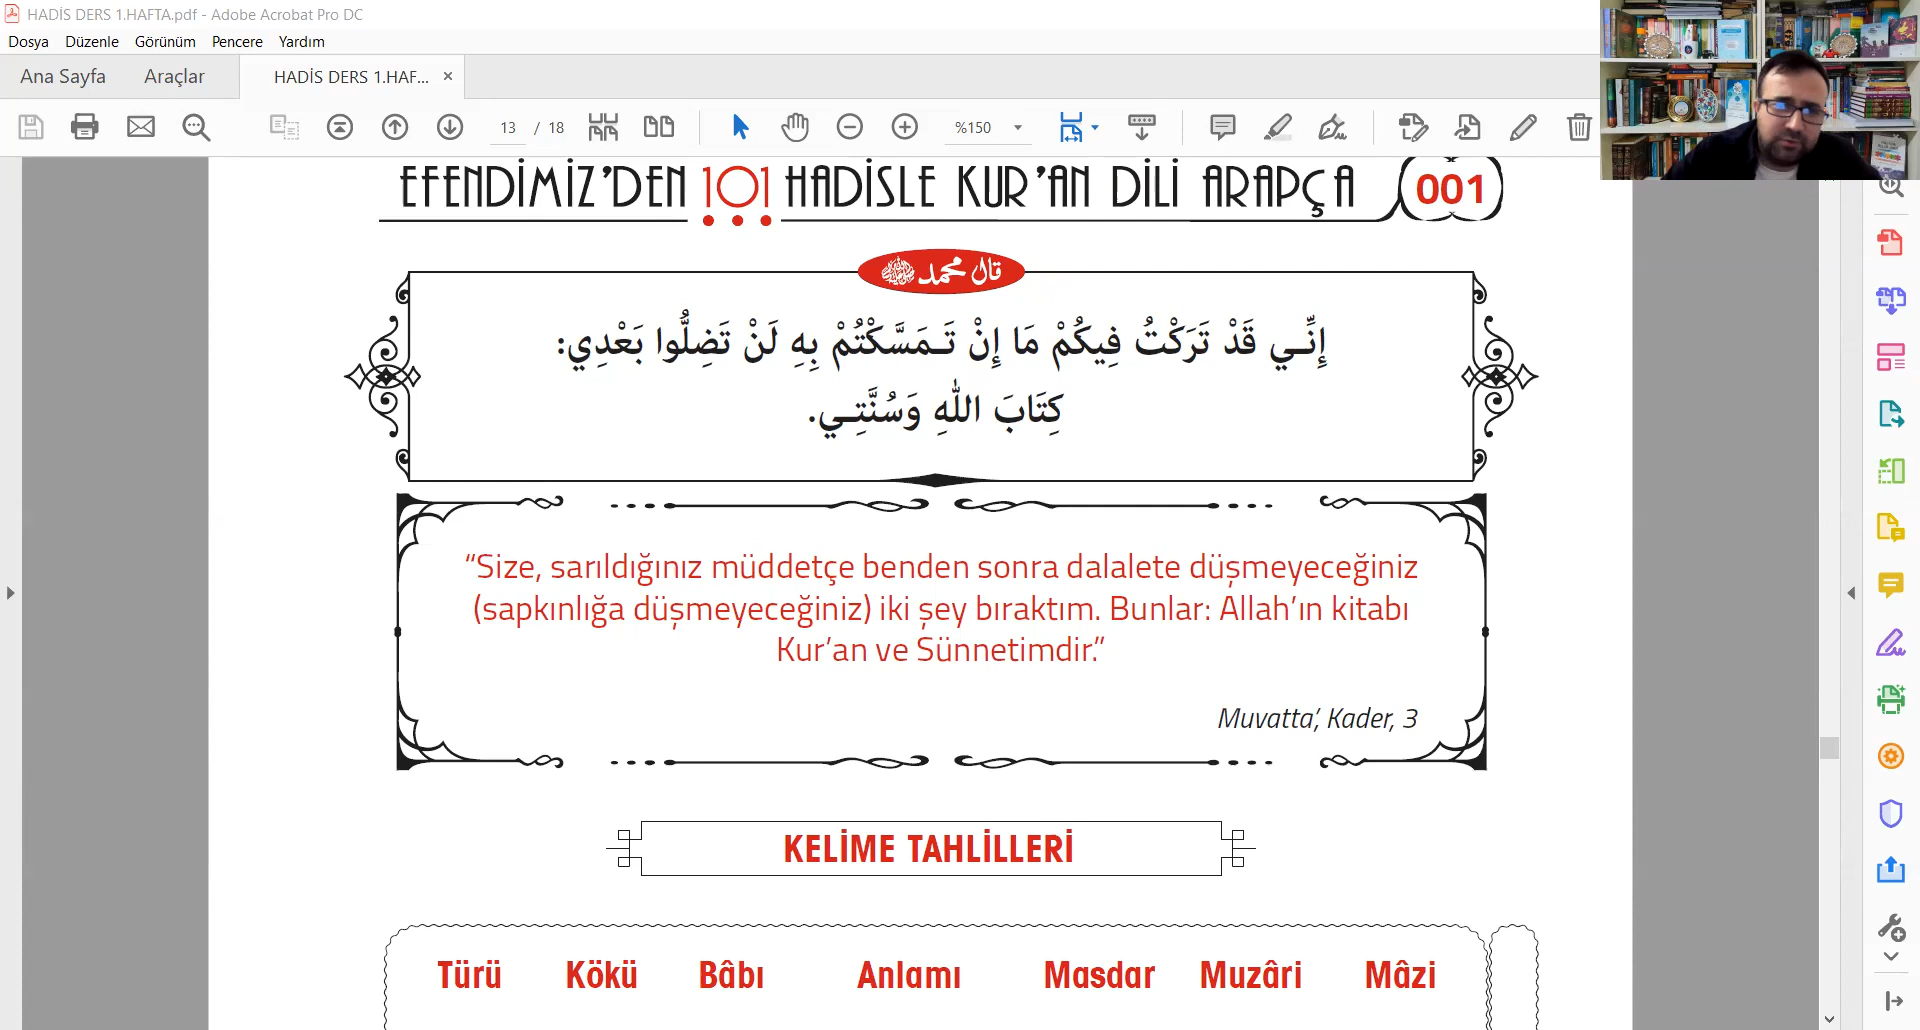 HADİS DERS 1.HAFTA.pdf - Adobe Acrobat Pro DC
Dosya Düzenle Görünüm Pencere Yardım
Ana Sayfa Araçlar HADİS DERS 1.HAF... ×
13 / 18 %150
EFENDİMİZ’DEN 101 HADİSLE KUR’AN DİLİ ARAPÇA 001
قال محمد ﷺ
إِنِّـي قَدْ تَرَكْتُ فِيكُمْ مَا إِنْ تَـمَسَّكْتُمْ بِهِ لَنْ تَضِلُّوا بَعْدِي:
كِتَابَ اللهِ وَسُنَّتِـي.
“Size, sarıldığınız müddetçe benden sonra dalalete düşmeyeceğiniz
(sapkınlığa düşmeyeceğiniz) iki şey bıraktım. Bunlar: Allah’ın kitabı
Kur’an ve Sünnetimdir.”
Muvatta’, Kader, 3
KELİME TAHLİLLERİ
Türü Kökü Bâbı Anlamı Masdar Muzâri Mâzi